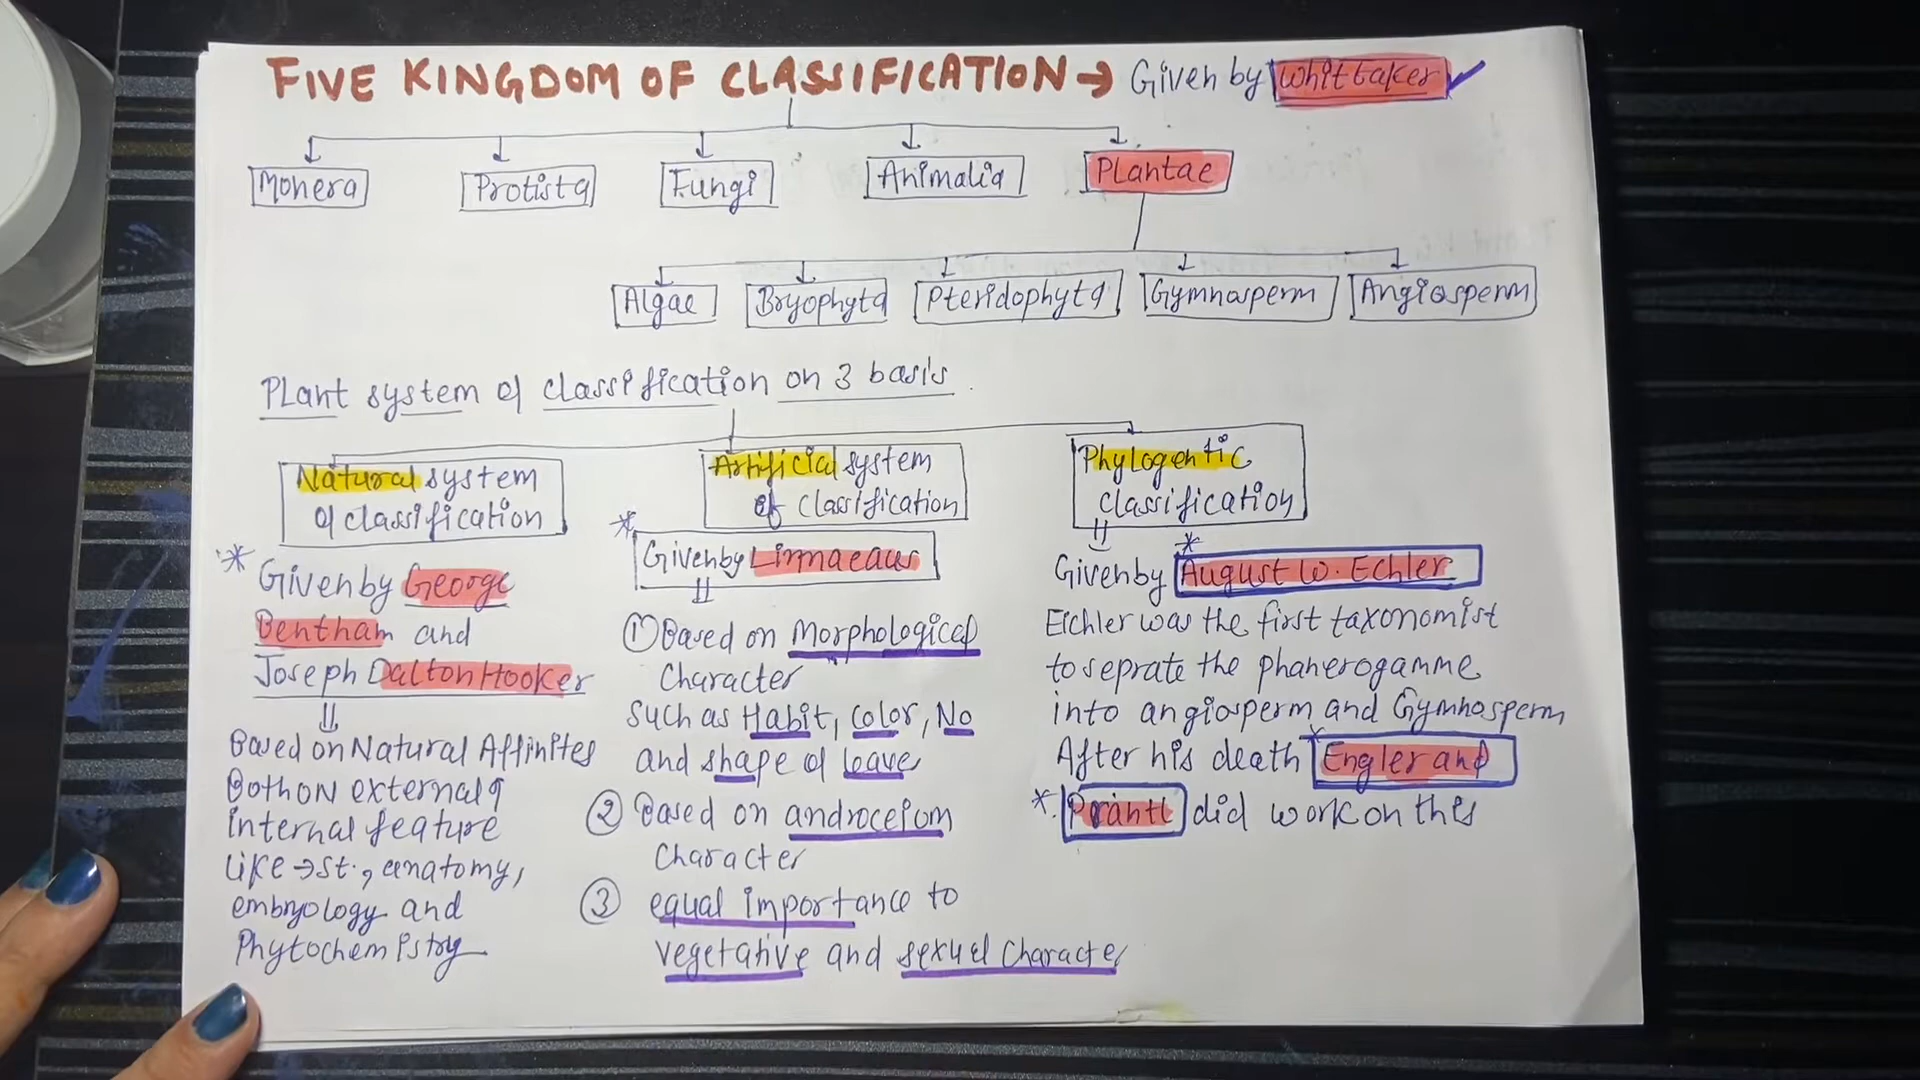 FIVE KINGDOM OF CLASSIFICATION → Given by Whittaker ✓
Monera Protista Fungi Animalia Plantae
Algae Bryophyta Pteridophyta Gymnosperm Angiosperm
Plant system of classification on 3 basis.
Natural system
of classification
* Given by George
Bentham and
Joseph Dalton Hooker
Based on Natural Affinites
Both ON external &
internal feature
Like → st., anatomy,
embryology and
Phytochemistry
Artificial system
of classification
* Given by Linnaeaus
① Based on Morphological
Character
Such as Habit, color, No
and shape of leave
② Based on androceiom
Character
③ equal importance to
vegetative and sexual Character
Phylogentic
classification
Given by * August W. Echler
Eichler was the first taxonomist
to seprate the phanerogamme
into angiosperm and Gymnosperm
After his death * Engler and
* Prantl did work on this